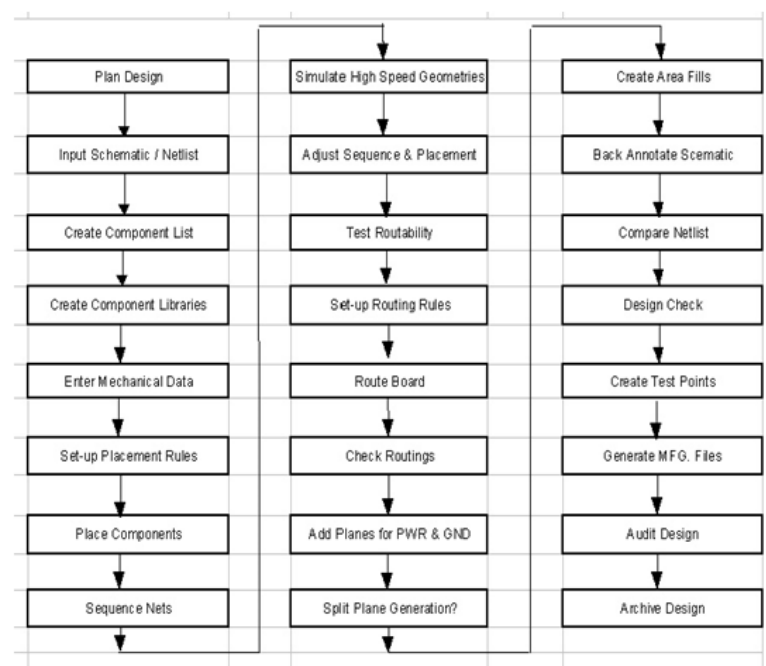 Plan Design
Input Schematic / Netlist
Create Component List
Create Component Libraries
Enter Mechanical Data
Set-up Placement Rules
Place Components
Sequence Nets
Simulate High Speed Geometries
Adjust Sequence & Placement
Test Routability
Set-up Routing Rules
Route Board
Check Routings
Add Planes for PWR & GND
Split Plane Generation?
Create Area Fills
Back Annotate Scematic
Compare Netlist
Design Check
Create Test Points
Generate MFG. Files
Audit Design
Archive Design